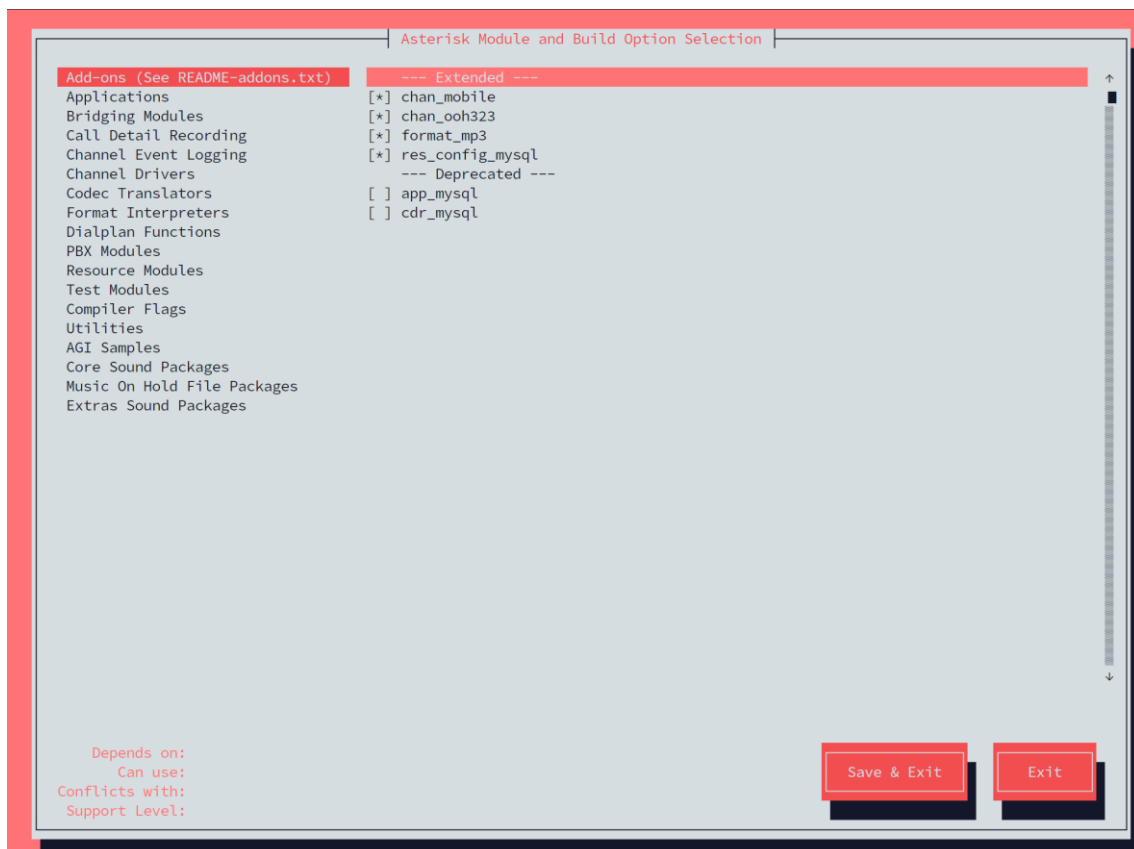 Asterisk Module and Build Option Selection
Add-ons (See README-addons.txt)
Applications
Bridging Modules
Call Detail Recording
Channel Event Logging
Channel Drivers
Codec Translators
Format Interpreters
Dialplan Functions
PBX Modules
Resource Modules
Test Modules
Compiler Flags
Utilities
AGI Samples
Core Sound Packages
Music On Hold File Packages
Extras Sound Packages
--- Extended ---
[*] chan_mobile
[*] chan_ooh323
[*] format_mp3
[*] res_config_mysql
--- Deprecated ---
[ ] app_mysql
[ ] cdr_mysql
Depends on:
Can use:
Conflicts with:
Support Level:
Save & Exit
Exit